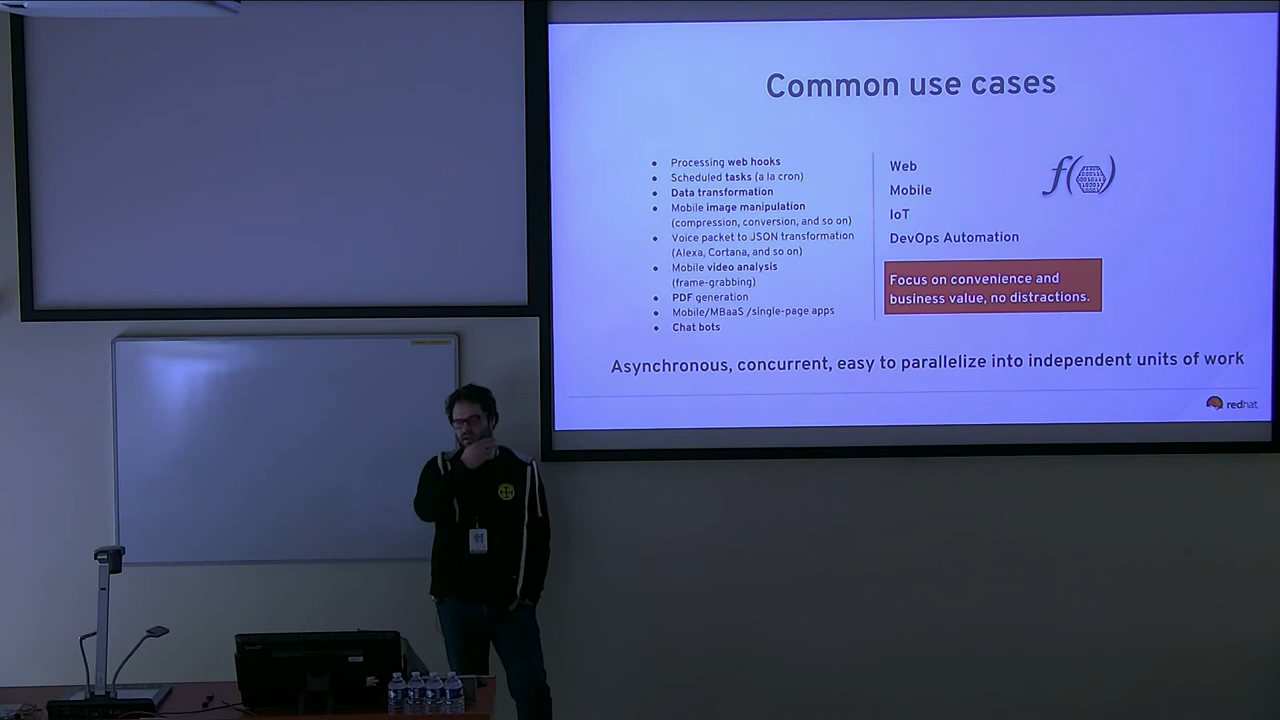 Common use cases
Processing web hooks
Scheduled tasks (a la cron)
Data transformation
Mobile image manipulation
(compression, conversion, and so on)
Voice packet to JSON transformation
(Alexa, Cortana, and so on)
Mobile video analysis
(frame-grabbing)
PDF generation
Mobile/MBaaS /single-page apps
Chat bots
Web
Mobile
IoT
DevOps Automation
f( )
Focus on convenience and
business value, no distractions.
Asynchronous, concurrent, easy to parallelize into independent units of work
redhat